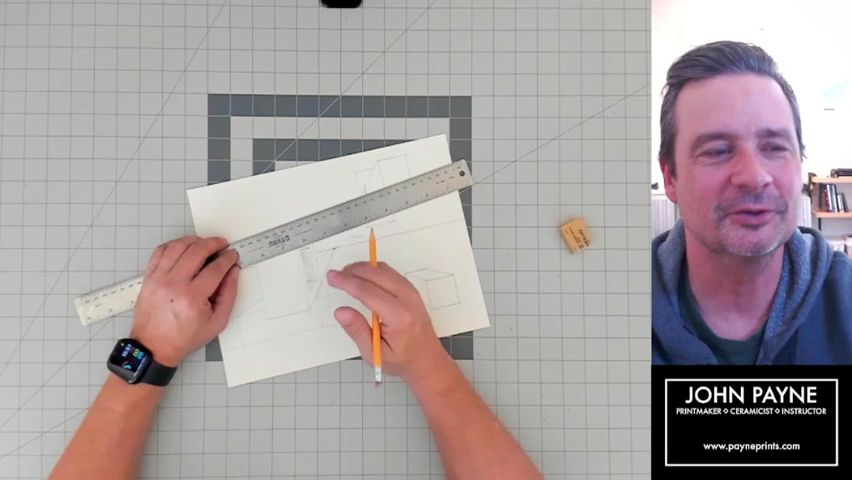 JOHN PAYNE
PRINTMAKER ◇ CERAMICIST ◇ INSTRUCTOR
www.payneprints.com